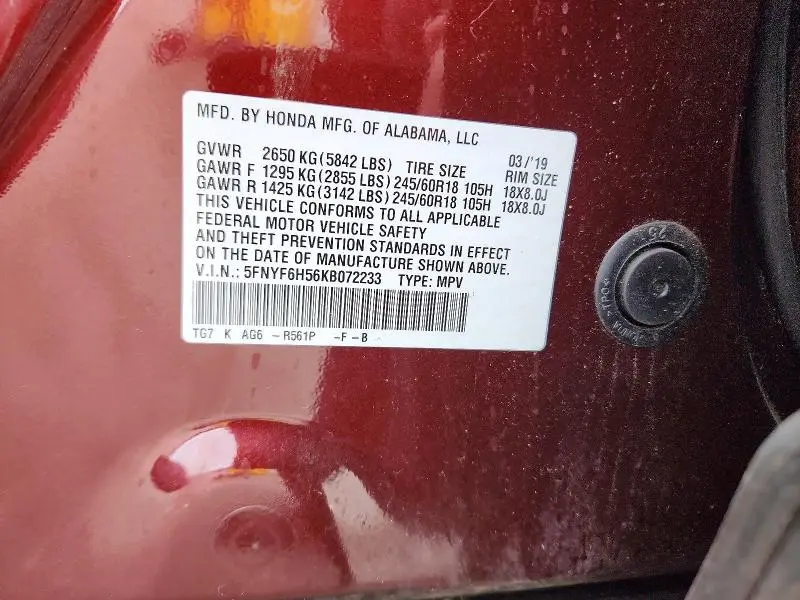 MFD. BY HONDA MFG. OF ALABAMA, LLC
03/'19
GVWR 2650 KG(5842 LBS) TIRE SIZE RIM SIZE
GAWR F 1295 KG(2855 LBS) 245/60R18 105H 18X8.0J
GAWR R 1425 KG(3142 LBS) 245/60R18 105H 18X8.0J
THIS VEHICLE CONFORMS TO ALL APPLICABLE
FEDERAL MOTOR VEHICLE SAFETY
AND THEFT PREVENTION STANDARDS IN EFFECT
ON THE DATE OF MANUFACTURE SHOWN ABOVE.
V.I.N.: 5FNYF6H56KB072233 TYPE: MPV
TG7 K AG6 -R561P -F-B
25